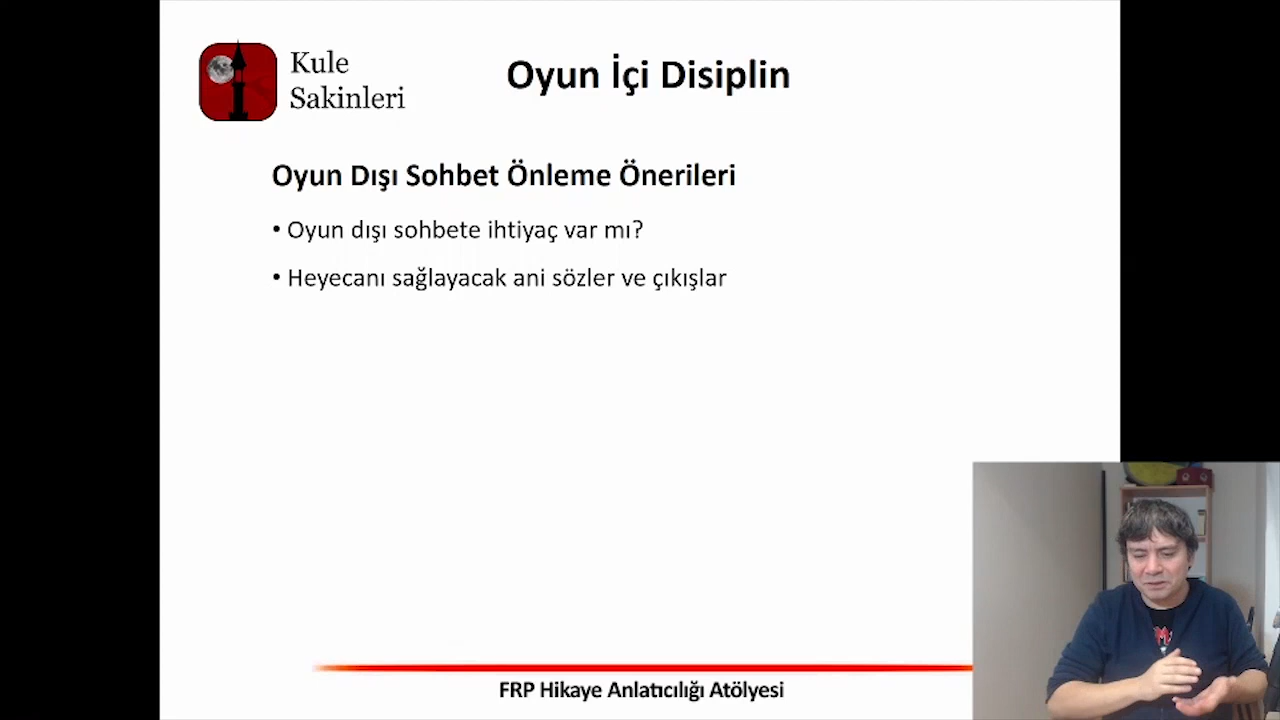 Kule
Sakinleri
Oyun İçi Disiplin
Oyun Dışı Sohbet Önleme Önerileri
• Oyun dışı sohbete ihtiyaç var mı?
• Heyecanı sağlayacak ani sözler ve çıkışlar
FRP Hikaye Anlatıcılığı Atölyesi